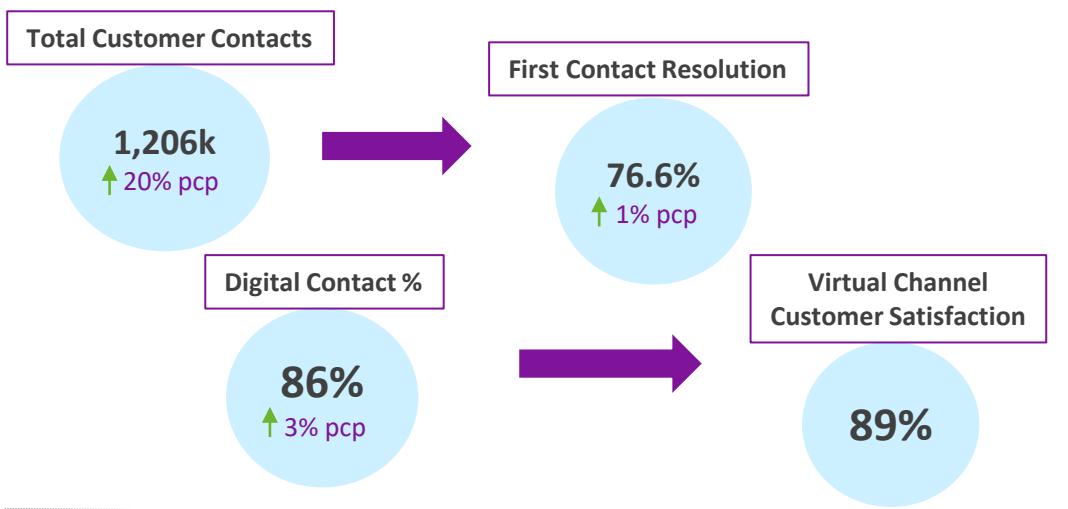 Total Customer Contacts
1,206k
20% pcp
First Contact Resolution
76.6%
1% pcp
Digital Contact %
86%
3% pcp
Virtual Channel
Customer Satisfaction
89%